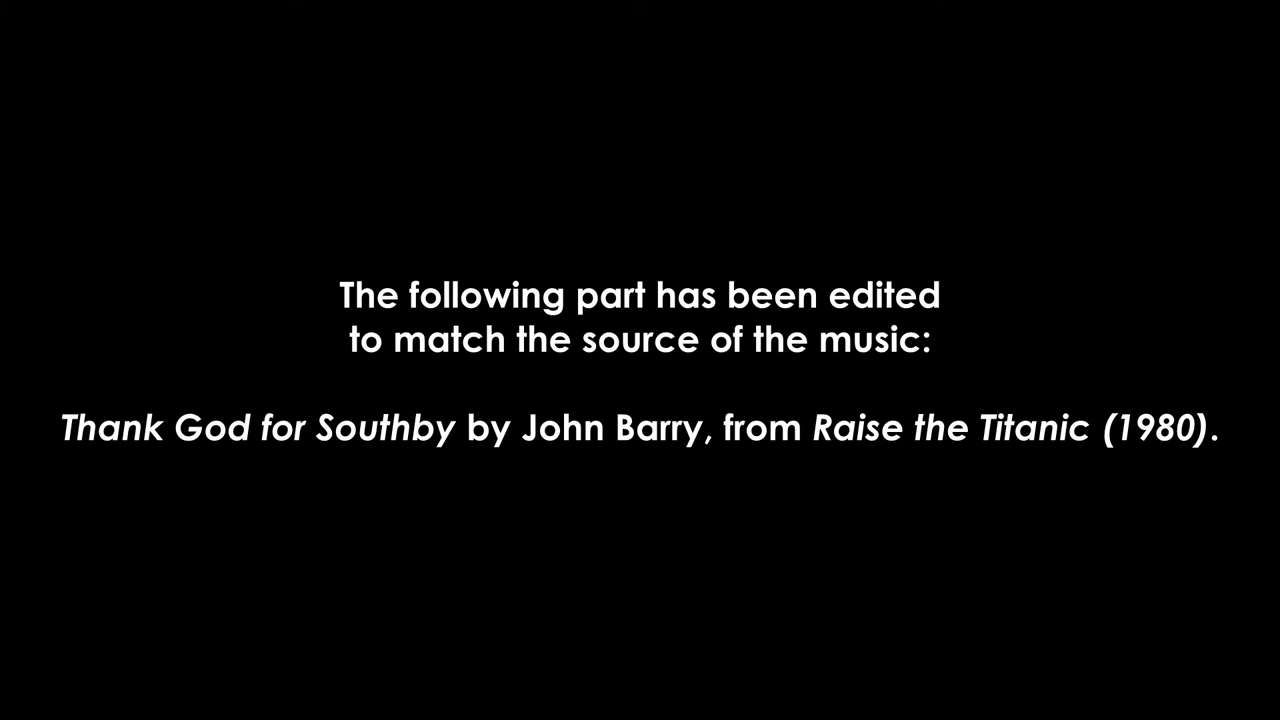 The following part has been edited
to match the source of the music:
Thank God for Southby by John Barry, from Raise the Titanic (1980).